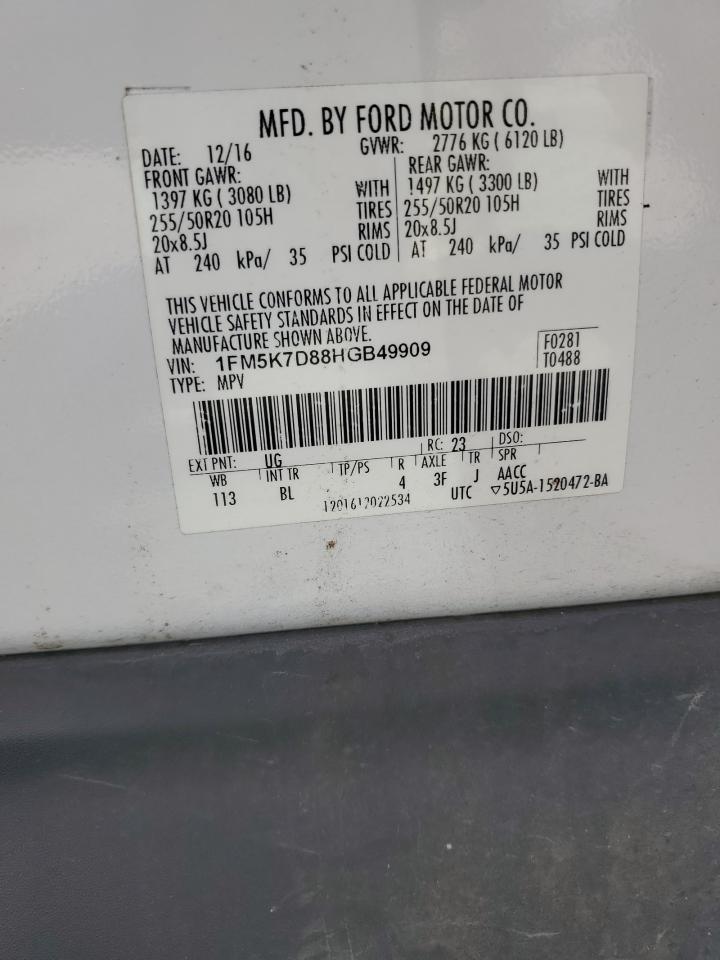 MFD. BY FORD MOTOR CO.
DATE: 12/16 GVWR: 2776 KG ( 6120 LB)
FRONT GAWR: REAR GAWR:
1397 KG ( 3080 LB) WITH 1497 KG ( 3300 LB) WITH
255/50R20 105H TIRES 255/50R20 105H TIRES
20x8.5J RIMS 20x8.5J RIMS
AT 240 kPa/ 35 PSI COLD AT 240 kPa/ 35 PSI COLD
THIS VEHICLE CONFORMS TO ALL APPLICABLE FEDERAL MOTOR
VEHICLE SAFETY STANDARDS IN EFFECT ON THE DATE OF
MANUFACTURE SHOWN ABOVE.
VIN: 1FM5K7D88HGB49909 F0281
TYPE: MPV T0488
EXT PNT: UG RC: 23 DSO:
WB INT TR TP/PS R AXLE TR SPR
113 BL 4 3F J AACC
1201612022534 UTC ▽5U5A-1520472-BA